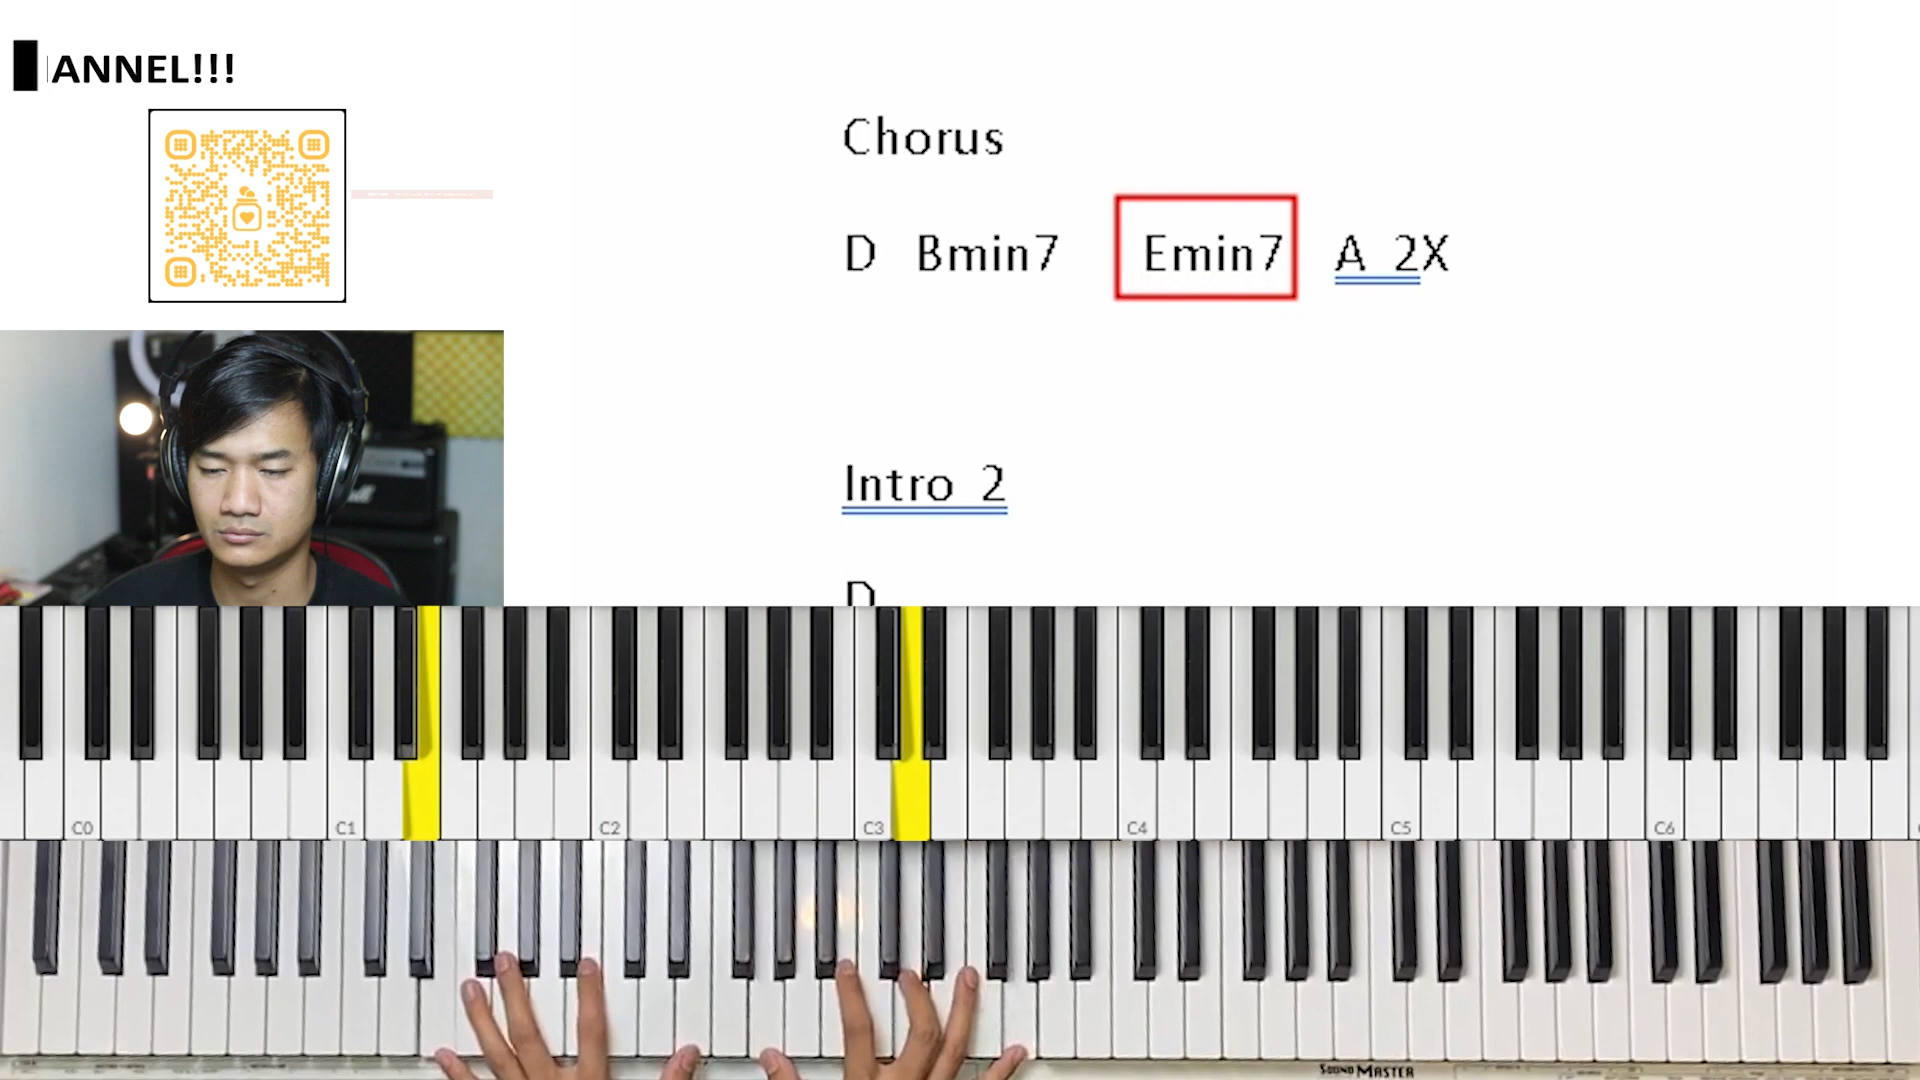 ANNEL!!!
Chorus
D Bmin7 Emin7 A 2X
Intro 2
D
C0 C1 C2 C3 C4 C5 C6
SOUND MASTER